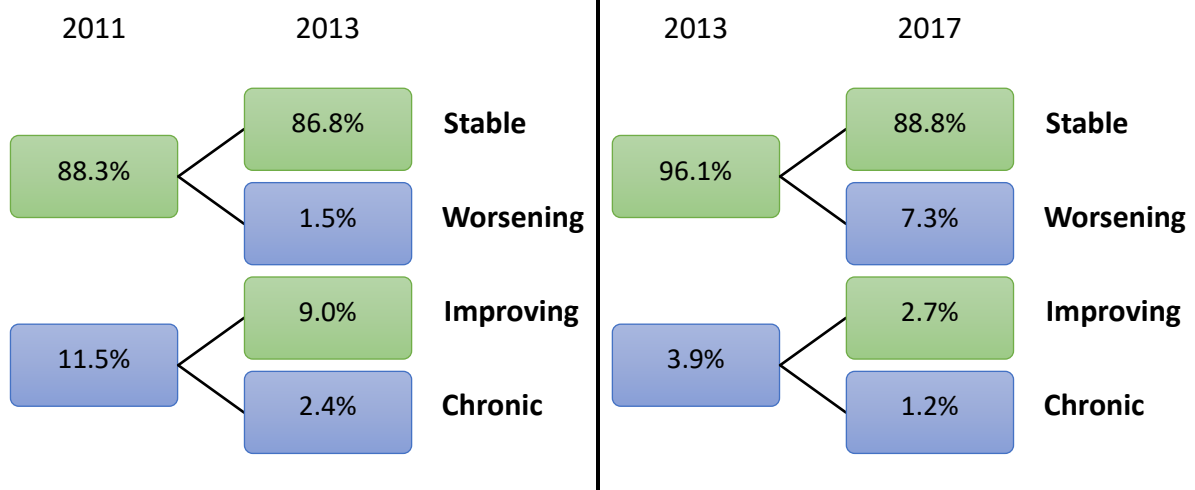 2011 2013
86.8% Stable
88.3%
1.5% Worsening
9.0% Improving
11.5%
2.4% Chronic
2013 2017
88.8% Stable
96.1%
7.3% Worsening
2.7% Improving
3.9%
1.2% Chronic